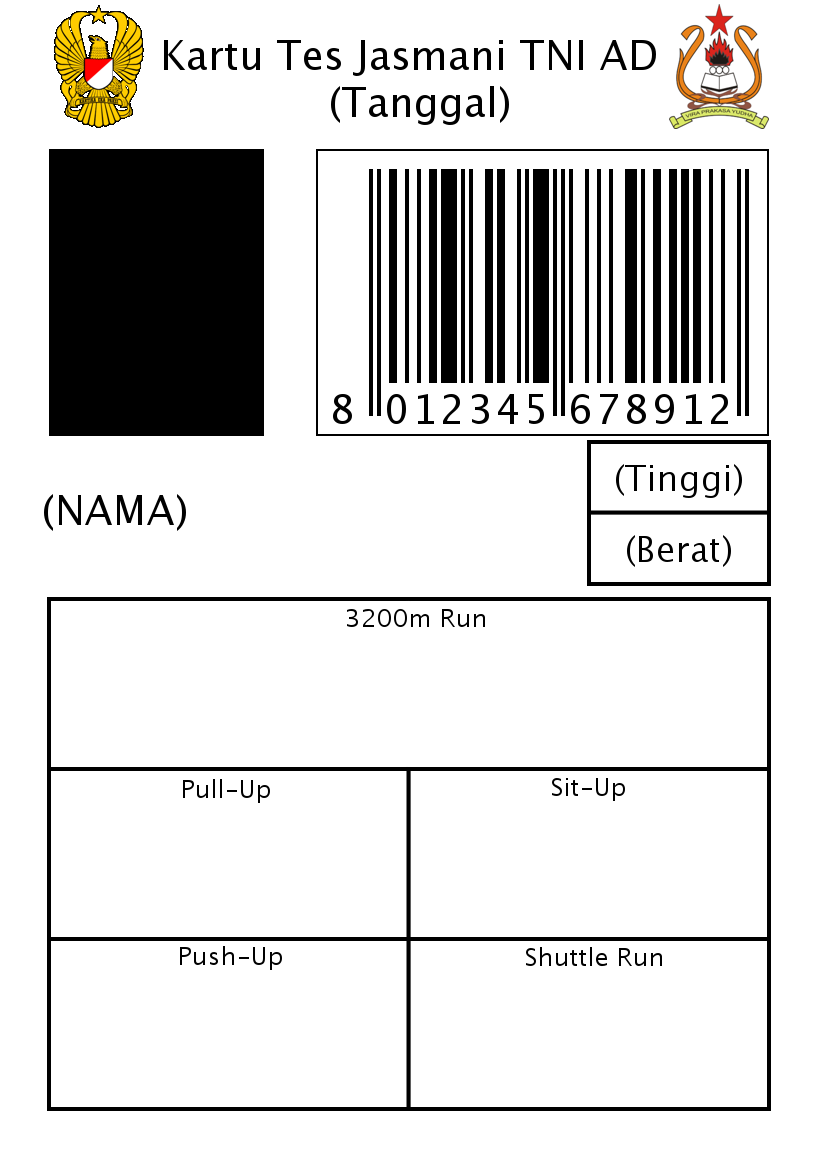 Kartu Tes Jasmani TNI AD
(Tanggal)
VIRA PRAKASA YUDHA
8 012345 678912
(Tinggi)
(NAMA)
(Berat)
3200m Run
Pull-Up
Sit-Up
Push-Up
Shuttle Run